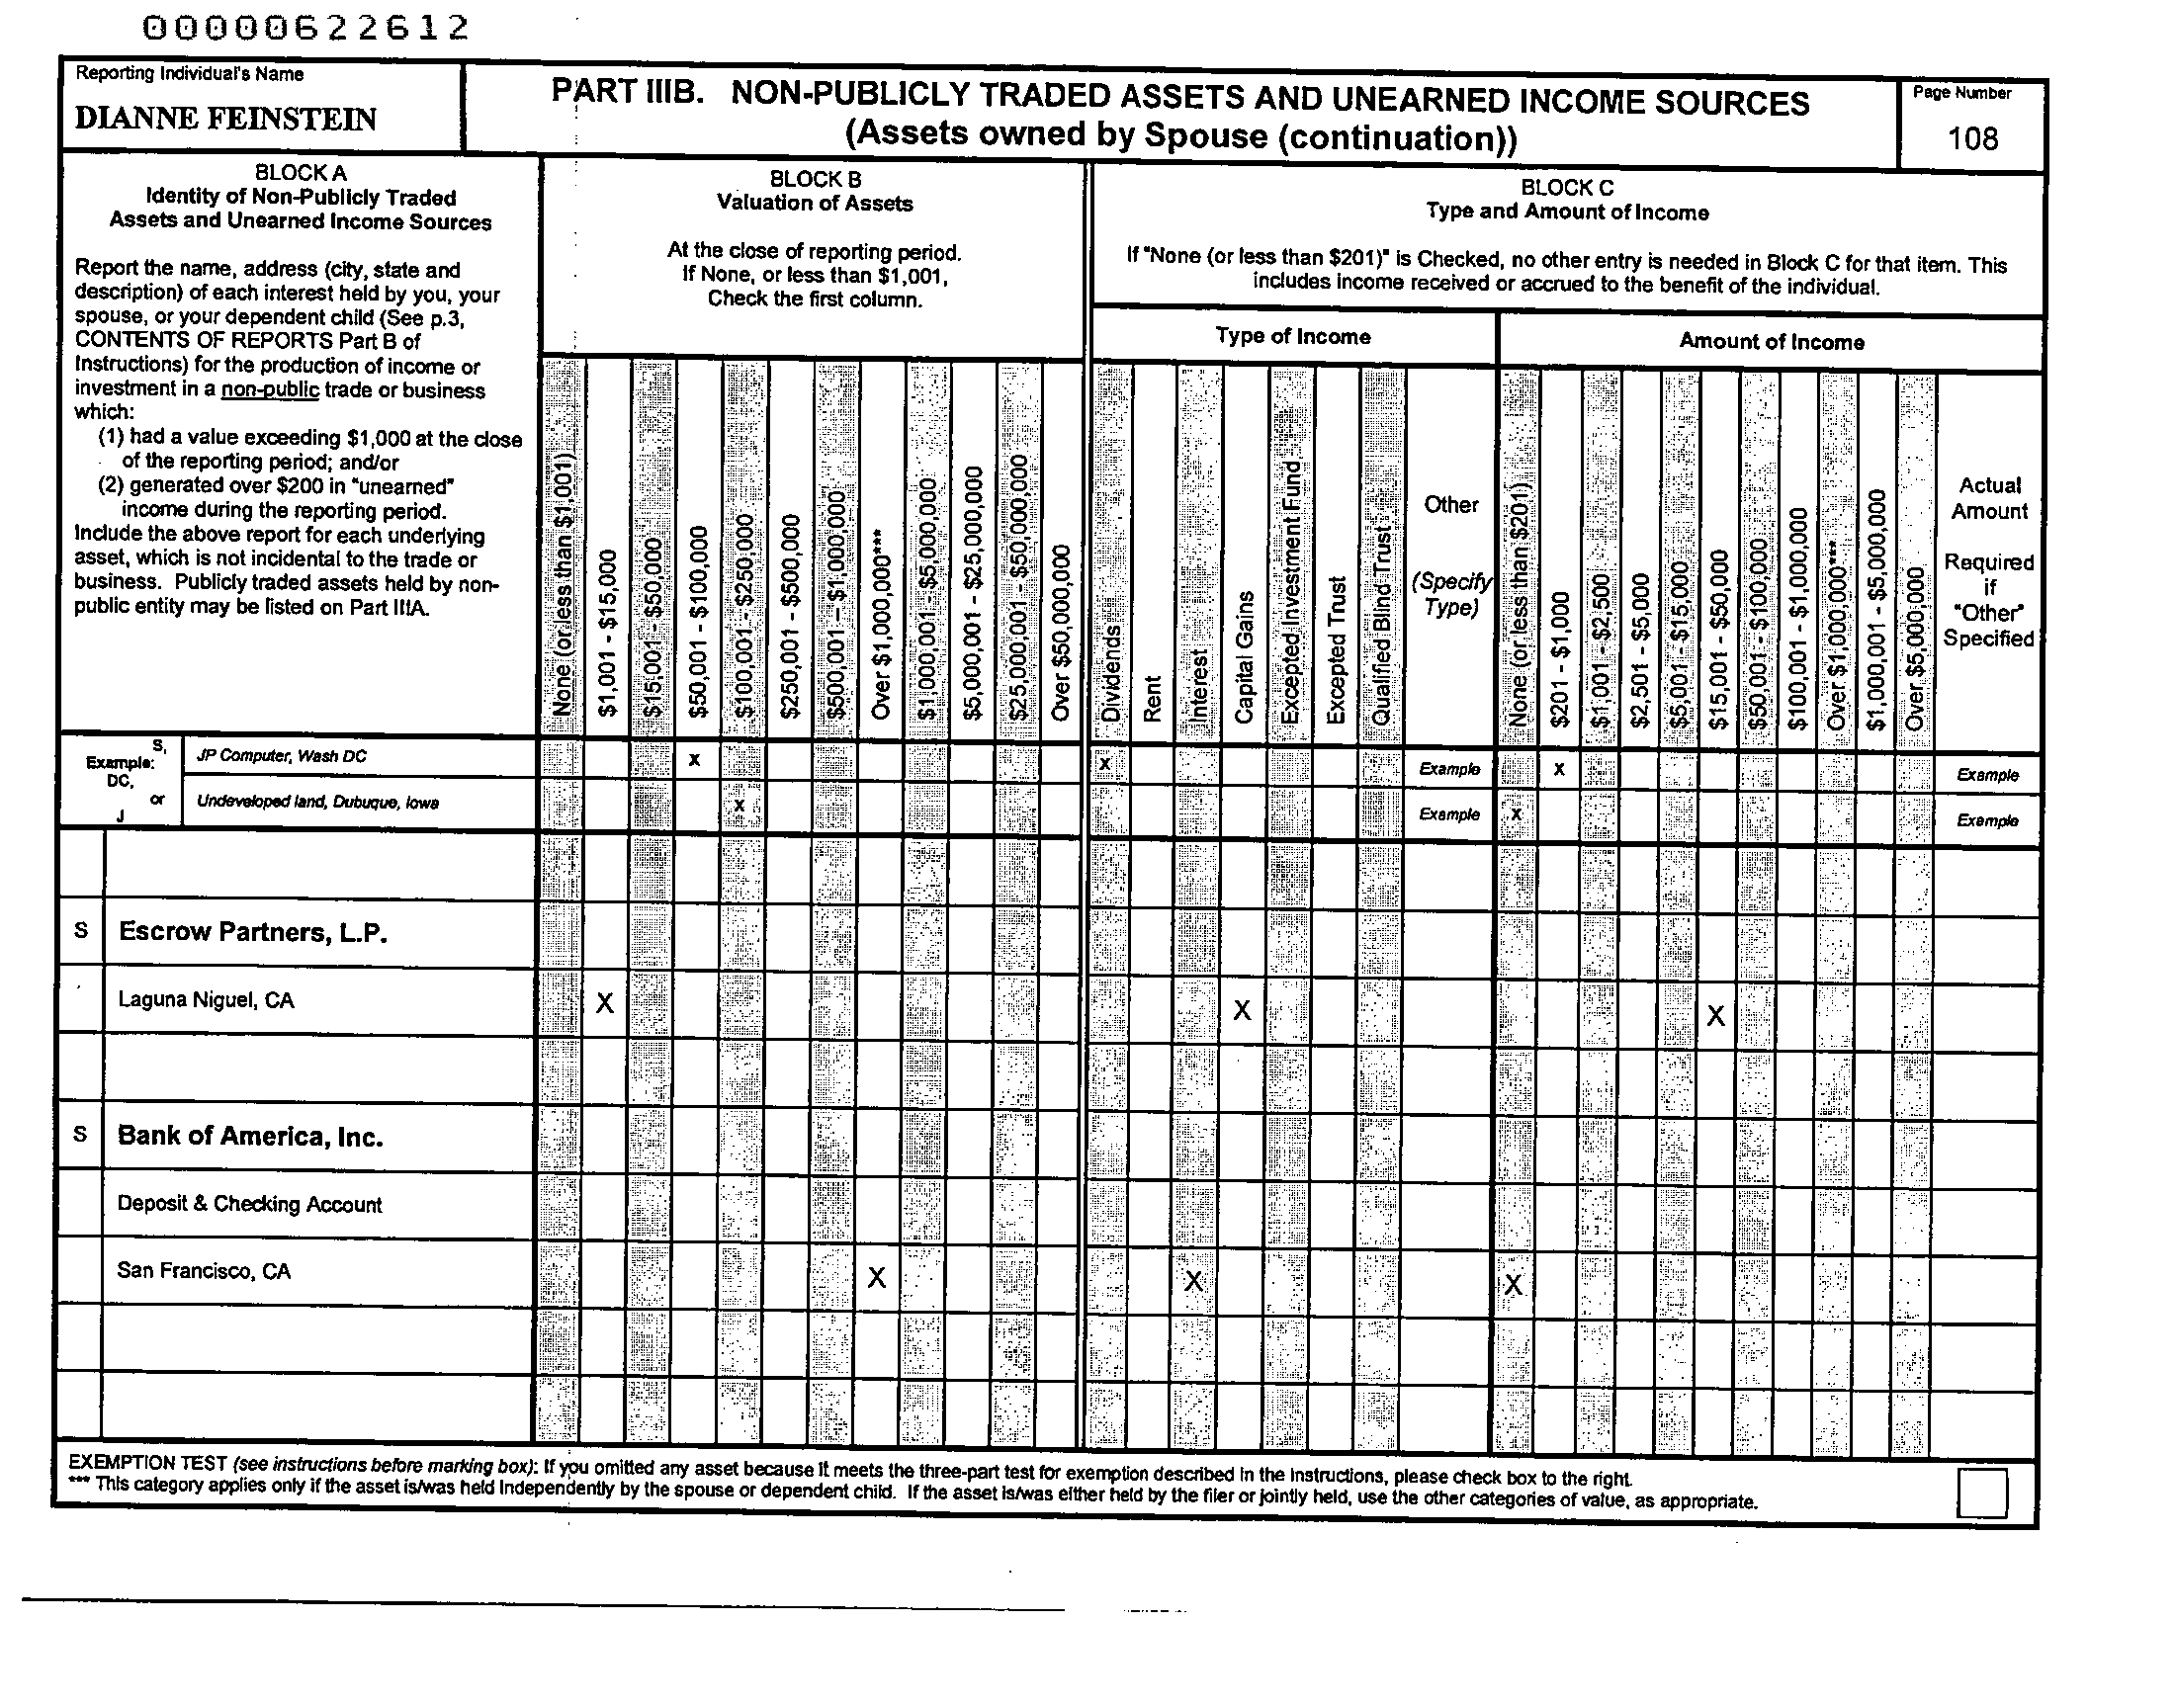 00000622612
Reporting Individual's Name
DIANNE FEINSTEIN
PART IIIB. NON-PUBLICLY TRADED ASSETS AND UNEARNED INCOME SOURCES
(Assets owned by Spouse (continuation))
Page Number
108
BLOCK A
Identity of Non-Publicly Traded
Assets and Unearned Income Sources
Report the name, address (city, state and
description) of each interest held by you, your
spouse, or your dependent child (See p.3,
CONTENTS OF REPORTS Part B of
Instructions) for the production of income or
investment in a non-public trade or business
which:
(1) had a value exceeding $1,000 at the close
of the reporting period; and/or
(2) generated over $200 in "unearned"
income during the reporting period.
Include the above report for each underlying
asset, which is not incidental to the trade or
business. Publicly traded assets held by non-
public entity may be listed on Part IIIA.
BLOCK B
Valuation of Assets
At the close of reporting period.
If None, or less than $1,001,
Check the first column.
None (or less than $1,001)
$1,001 - $15,000
$15,001 - $50,000
$50,001 - $100,000
$100,001 - $250,000
$250,001 - $500,000
$500,001 - $1,000,000
Over $1,000,000***
$1,000,001 - $5,000,000
$5,000,001 - $25,000,000
$25,000,001 - $50,000,000
Over $50,000,000
BLOCK C
Type and Amount of Income
If "None (or less than $201)" is Checked, no other entry is needed in Block C for that item. This
includes income received or accrued to the benefit of the individual.
Type of Income
Amount of Income
Dividends
Rent
Interest
Capital Gains
Excepted Investment Fund
Excepted Trust
Qualified Blind Trust
Other
(Specify
Type)
None (or less than $201)
$201 - $1,000
$1,001 - $2,500
$2,501 - $5,000
$5,001 - $15,000
$15,001 - $50,000
$50,001 - $100,000
$100,001 - $1,000,000
Over $1,000,000***
$1,000,001 - $5,000,000
Over $5,000,000
Actual
Amount
Required
if
"Other"
Specified
Example:
S,
DC,
or
J
JP Computer, Wash DC X X Example X Example
Undeveloped land, Dubuque, Iowa X Example X Example
S Escrow Partners, L.P.
Laguna Niguel, CA X X X
S Bank of America, Inc.
Deposit & Checking Account
San Francisco, CA X X X
EXEMPTION TEST (see instructions before marking box): If you omitted any asset because it meets the three-part test for exemption described in the instructions, please check box to the right.
*** This category applies only if the asset is/was held independently by the spouse or dependent child. If the asset is/was either held by the filer or jointly held, use the other categories of value, as appropriate.